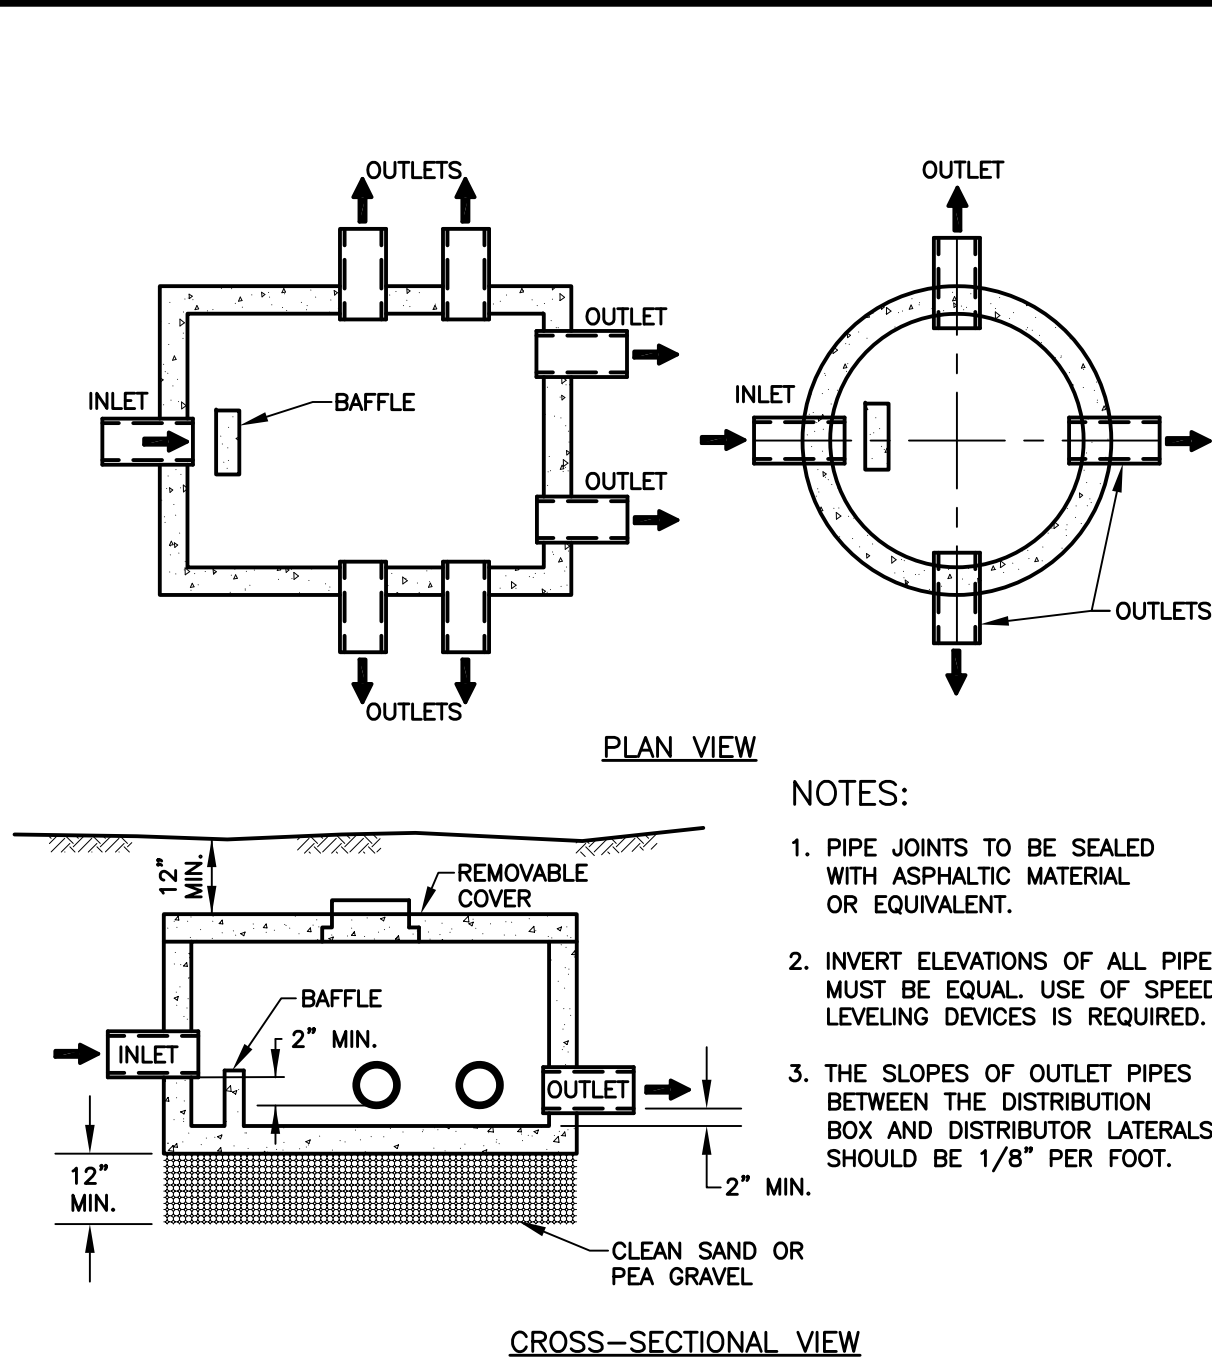 OUTLETS
OUTLET
OUTLET
INLET
BAFFLE
INLET
OUTLET
OUTLETS
OUTLETS
PLAN VIEW
NOTES:
1. PIPE JOINTS TO BE SEALED
WITH ASPHALTIC MATERIAL
OR EQUIVALENT.
2. INVERT ELEVATIONS OF ALL PIPE
MUST BE EQUAL. USE OF SPEED
LEVELING DEVICES IS REQUIRED.
3. THE SLOPES OF OUTLET PIPES
BETWEEN THE DISTRIBUTION
BOX AND DISTRIBUTOR LATERALS
SHOULD BE 1/8" PER FOOT.
12"
MIN.
REMOVABLE
COVER
BAFFLE
2" MIN.
INLET
OUTLET
12"
MIN.
2" MIN.
CLEAN SAND OR
PEA GRAVEL
CROSS-SECTIONAL VIEW